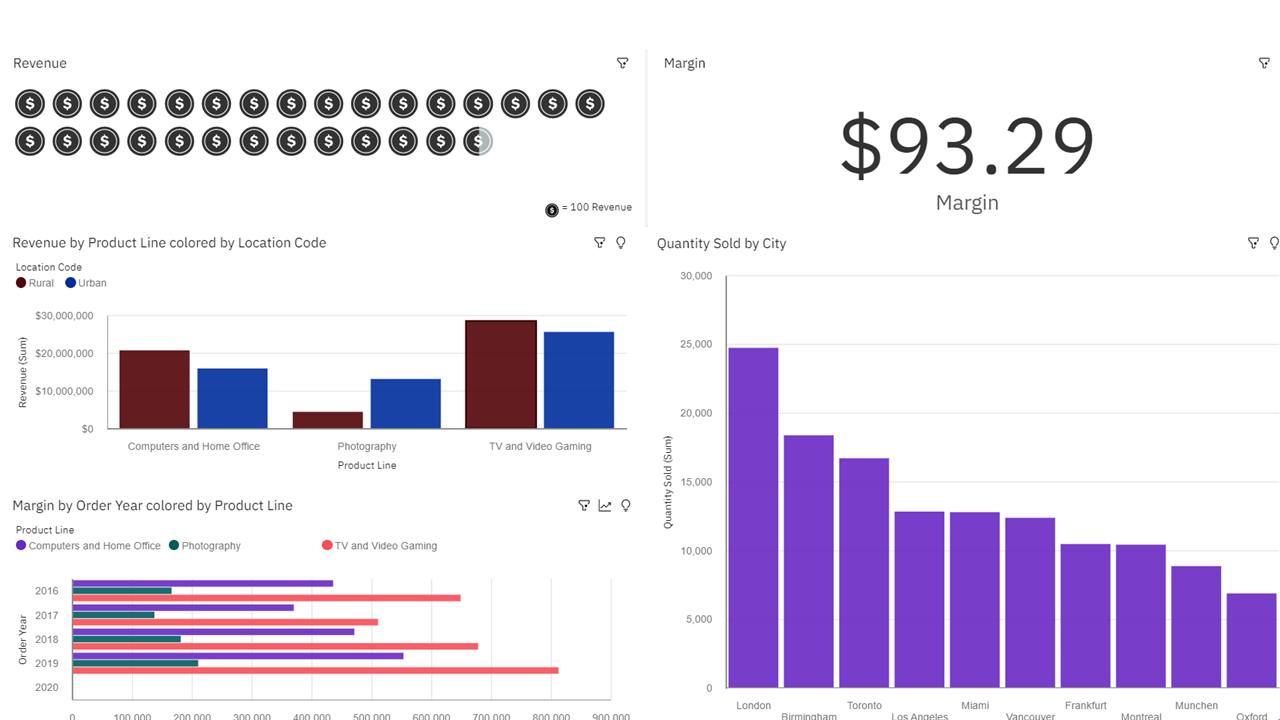 Revenue
$ $ $ $ $ $ $ $ $ $ $ $ $ $ $ $
$ $ $ $ $ $ $ $ $ $ $ $ $
$ = 100 Revenue
Margin
$93.29
Margin
Revenue by Product Line colored by Location Code
Location Code
Rural Urban
Revenue (Sum)
$30,000,000
$20,000,000
$10,000,000
$0
Computers and Home Office Photography TV and Video Gaming
Product Line
Margin by Order Year colored by Product Line
Product Line
Computers and Home Office Photography TV and Video Gaming
Order Year
2016
2017
2018
2019
2020
0 100,000 200,000 300,000 400,000 500,000 600,000 700,000 800,000 900,000
Quantity Sold by City
Quantity Sold (Sum)
30,000
25,000
20,000
15,000
10,000
5,000
0
London Toronto Miami Frankfurt Munchen
Birmingham Los Angeles Vancouver Montreal Oxford